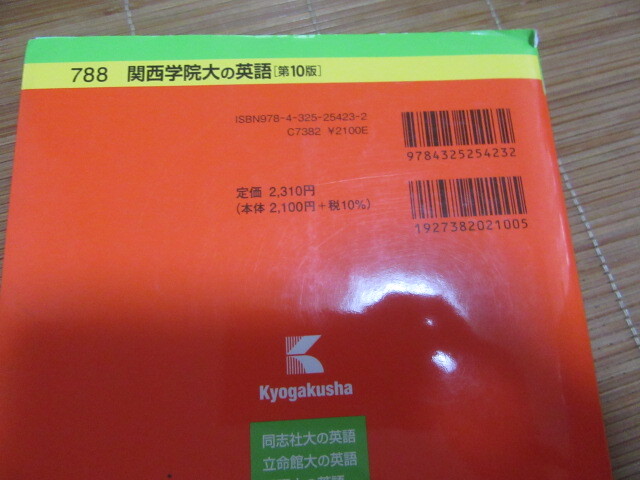 788 関西学院大の英語[第10版]
ISBN978-4-325-25423-2
C7382 ¥2100E
9784325254232
定価 2,310円
(本体 2,100円+税10%)
1927382021005
Kyogakusha
同志社大の英語
立命館大の英語